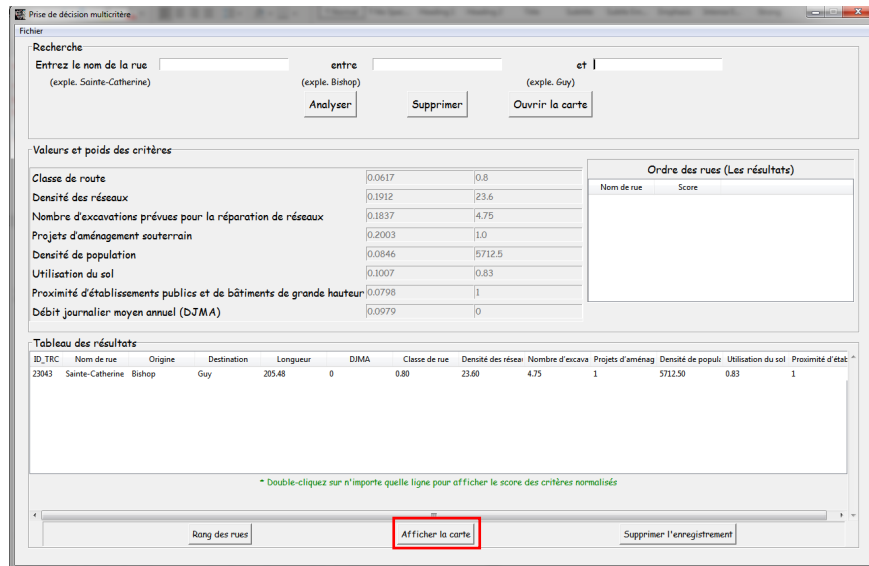 Prise de décision multicritère
Fichier
Recherche
Entrez le nom de la rue entre et
(exple. Sainte-Catherine) (exple. Bishop) (exple. Guy)
Analyser Supprimer Ouvrir la carte
Valeurs et poids des critères
Ordre des rues (Les résultats)
Nom de rue Score
Classe de route 0.0617 0.8
Densité des réseaux 0.1912 23.6
Nombre d'excavations prévues pour la réparation de réseaux 0.1837 4.75
Projets d'aménagement souterrain 0.2003 1.0
Densité de population 0.0846 5712.5
Utilisation du sol 0.1007 0.83
Proximité d'établissements publics et de bâtiments de grande hauteur 0.0798 1
Débit journalier moyen annuel (DJMA) 0.0979 0
Tableau des résultats
ID_TRC Nom de rue Origine Destination Longueur DJMA Classe de rue Densité des réseau Nombre d'excava Projets d'aménag Densité de popula Utilisation du sol Proximité d'étab
23043 Sainte-Catherine Bishop Guy 205.48 0 0.80 23.60 4.75 1 5712.50 0.83 1
* Double-cliquez sur n'importe quelle ligne pour afficher le score des critères normalisés
Rang des rues Afficher la carte Supprimer l'enregistrement